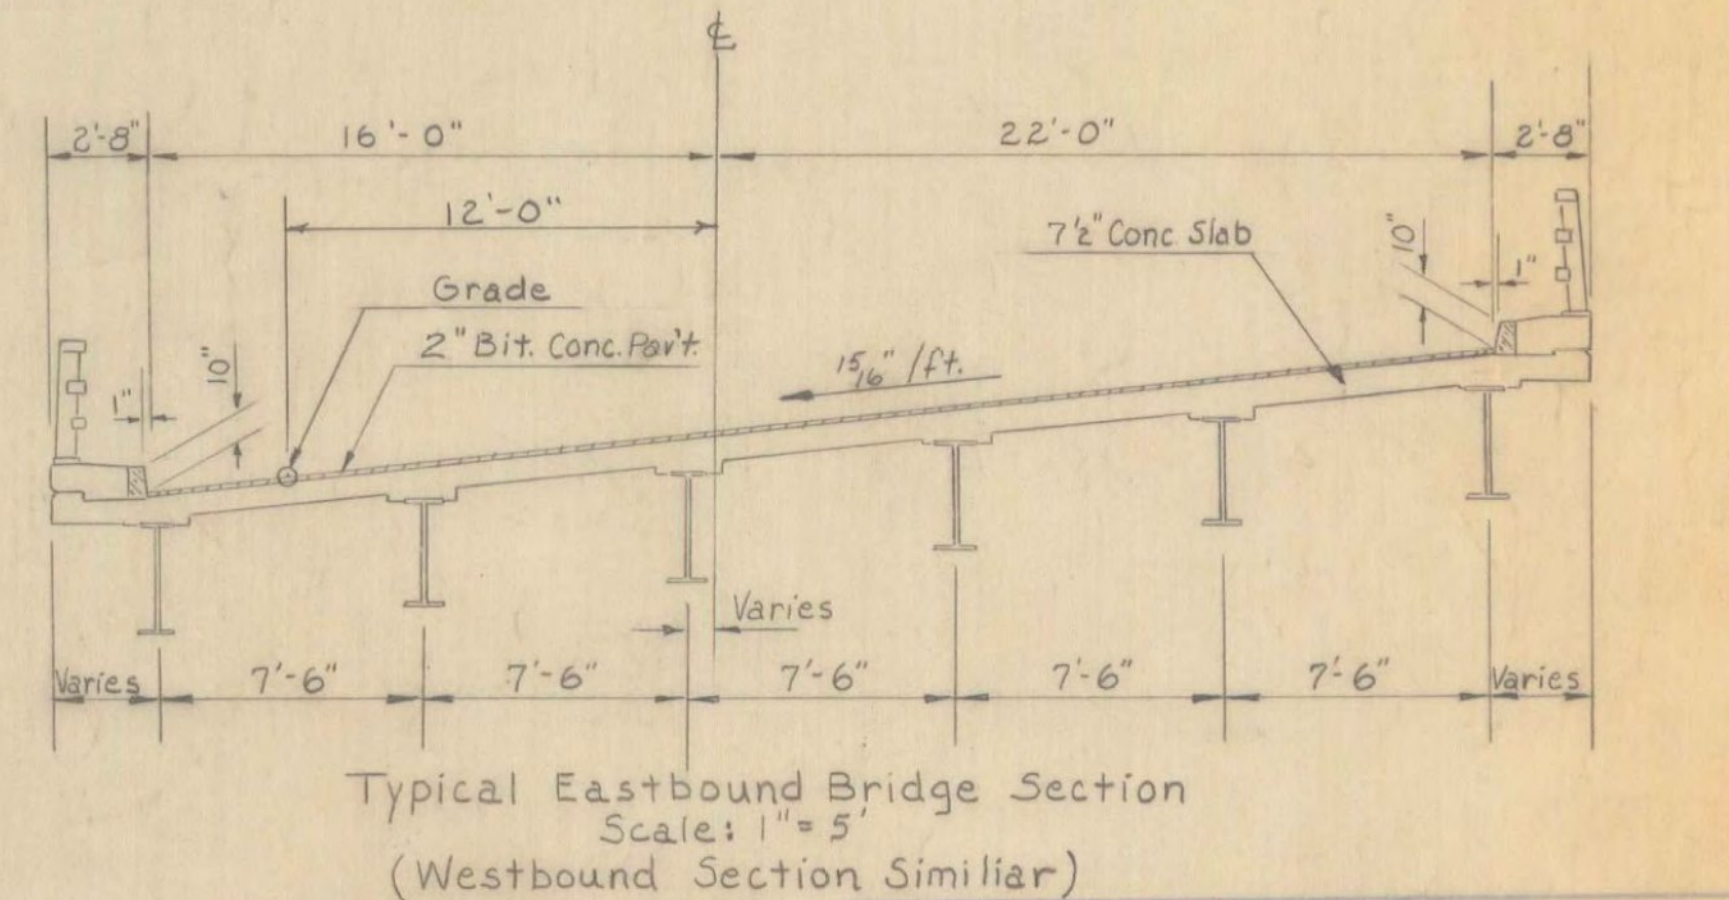 ℄
2'-8"
16'-0"
22'-0"
2'-8"
12'-0"
7½" Conc Slab
10"
1"
Grade
2" Bit. Conc. Pav't.
15/16" /ft.
10"
1"
Varies
Varies
7'-6"
7'-6"
7'-6"
7'-6"
7'-6"
Varies
Typical Eastbound Bridge Section
Scale: 1" = 5'
(Westbound Section Similiar)